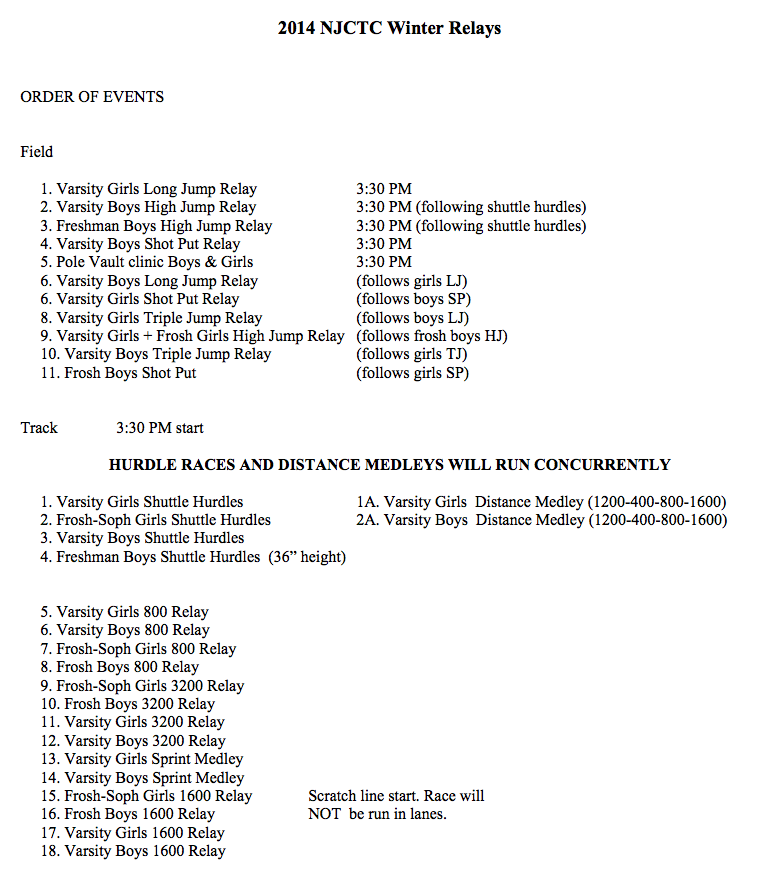 2014 NJCTC Winter Relays
ORDER OF EVENTS
Field
1. Varsity Girls Long Jump Relay 3:30 PM
2. Varsity Boys High Jump Relay 3:30 PM (following shuttle hurdles)
3. Freshman Boys High Jump Relay 3:30 PM (following shuttle hurdles)
4. Varsity Boys Shot Put Relay 3:30 PM
5. Pole Vault clinic Boys & Girls 3:30 PM
6. Varsity Boys Long Jump Relay (follows girls LJ)
6. Varsity Girls Shot Put Relay (follows boys SP)
8. Varsity Girls Triple Jump Relay (follows boys LJ)
9. Varsity Girls + Frosh Girls High Jump Relay (follows frosh boys HJ)
10. Varsity Boys Triple Jump Relay (follows girls TJ)
11. Frosh Boys Shot Put (follows girls SP)
Track 3:30 PM start
HURDLE RACES AND DISTANCE MEDLEYS WILL RUN CONCURRENTLY
1. Varsity Girls Shuttle Hurdles 1A. Varsity Girls Distance Medley (1200-400-800-1600)
2. Frosh-Soph Girls Shuttle Hurdles 2A. Varsity Boys Distance Medley (1200-400-800-1600)
3. Varsity Boys Shuttle Hurdles
4. Freshman Boys Shuttle Hurdles (36” height)
5. Varsity Girls 800 Relay
6. Varsity Boys 800 Relay
7. Frosh-Soph Girls 800 Relay
8. Frosh Boys 800 Relay
9. Frosh-Soph Girls 3200 Relay
10. Frosh Boys 3200 Relay
11. Varsity Girls 3200 Relay
12. Varsity Boys 3200 Relay
13. Varsity Girls Sprint Medley
14. Varsity Boys Sprint Medley
15. Frosh-Soph Girls 1600 Relay Scratch line start. Race will
16. Frosh Boys 1600 Relay NOT be run in lanes.
17. Varsity Girls 1600 Relay
18. Varsity Boys 1600 Relay